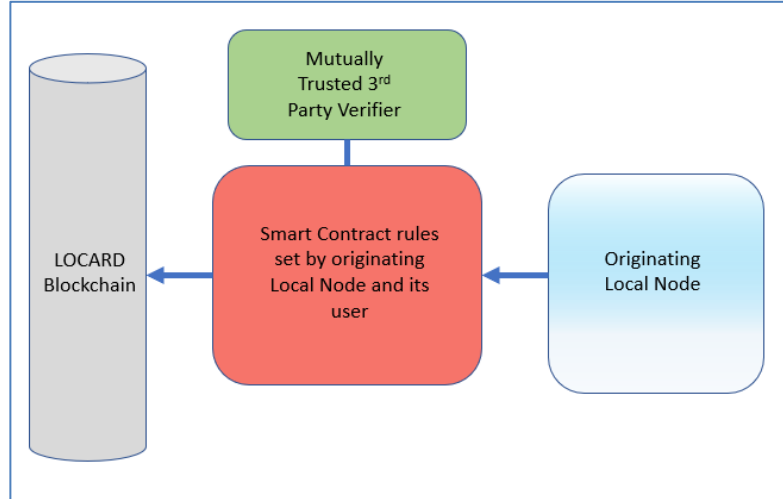 Mutually
Trusted 3rd
Party Verifier
LOCARD
Blockchain
Smart Contract rules
set by originating
Local Node and its
user
Originating
Local Node